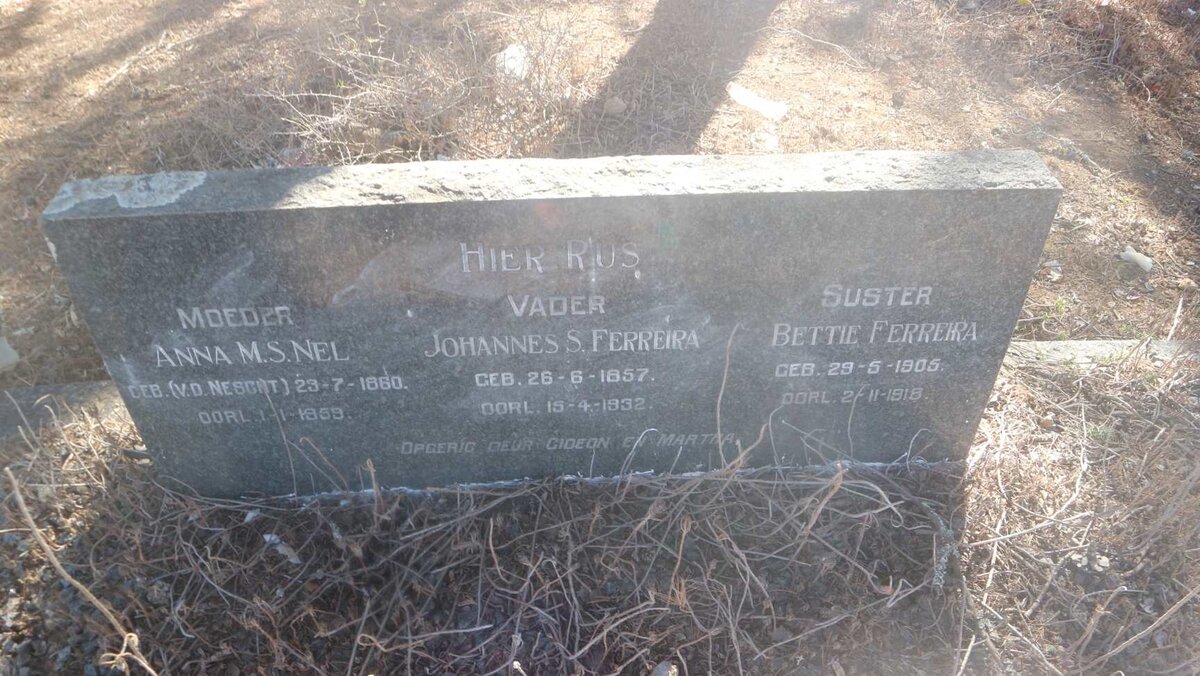 HIER RUS
MOEDER
ANNA M.S. NEL
GEB. (V.D. NESCHT) 23-7-1860.
OORL. 1-11-1939.
VADER
JOHANNES S. FERREIRA
GEB. 26-6-1857.
OORL. 15-4-1932.
SUSTER
BETTIE FERREIRA
GEB. 29-5-1905.
OORL. 2-11-1918.
OPGERIG DEUR GIDEON EN MARTHA